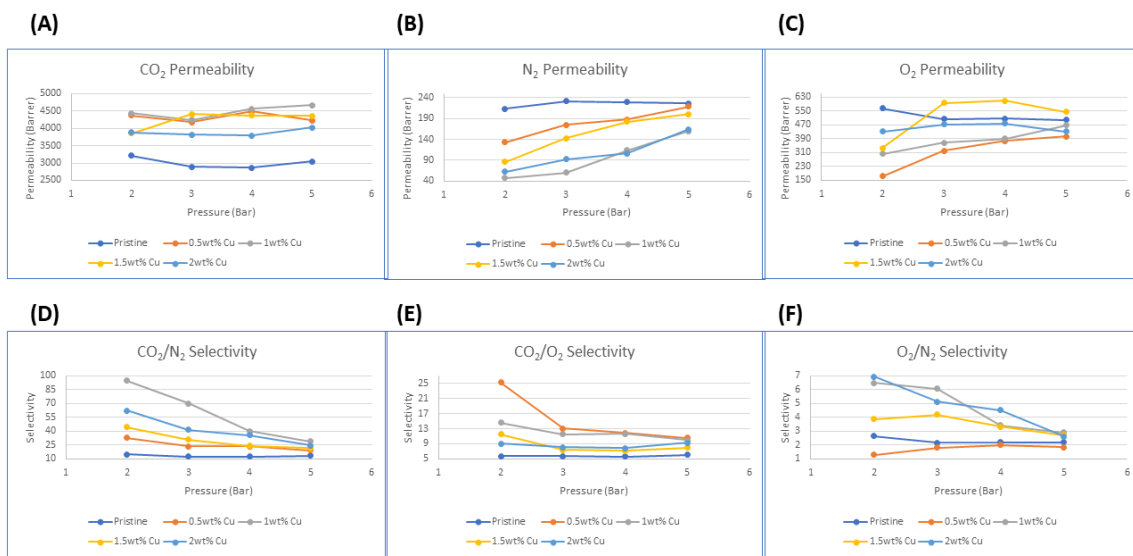 (A)
CO₂ Permeability
Permeability (Barrer)
5000
4500
4000
3500
3000
2500
1 2 3 4 5 6
Pressure (Bar)
Pristine 0.5wt% Cu 1wt% Cu
1.5wt% Cu 2wt% Cu
(B)
N₂ Permeability
Permeability (Barrer)
240
190
140
90
40
1 2 3 4 5 6
Pressure (Bar)
Pristine 0.5wt% Cu 1wt% Cu
1.5wt% Cu 2wt% Cu
(C)
O₂ Permeability
Permeability (Barrer)
630
550
470
390
310
230
150
1 2 3 4 5 6
Pressure (Bar)
Pristine 0.5wt% Cu 1wt% Cu
1.5wt% Cu 2wt% Cu
(D)
CO₂/N₂ Selectivity
Selectivity
100
85
70
55
40
25
10
1 2 3 4 5 6
Pressure (Bar)
Pristine 0.5wt% Cu 1wt% Cu
1.5wt% Cu 2wt% Cu
(E)
CO₂/O₂ Selectivity
Selectivity
25
21
17
13
9
5
1 2 3 4 5 6
Pressure (Bar)
Pristine 0.5wt% Cu 1wt% Cu
1.5wt% Cu 2wt% Cu
(F)
O₂/N₂ Selectivity
Selectivity
7
6
5
4
3
2
1
1 2 3 4 5 6
Pressure (Bar)
Pristine 0.5wt% Cu 1wt% Cu
1.5wt% Cu 2wt% Cu